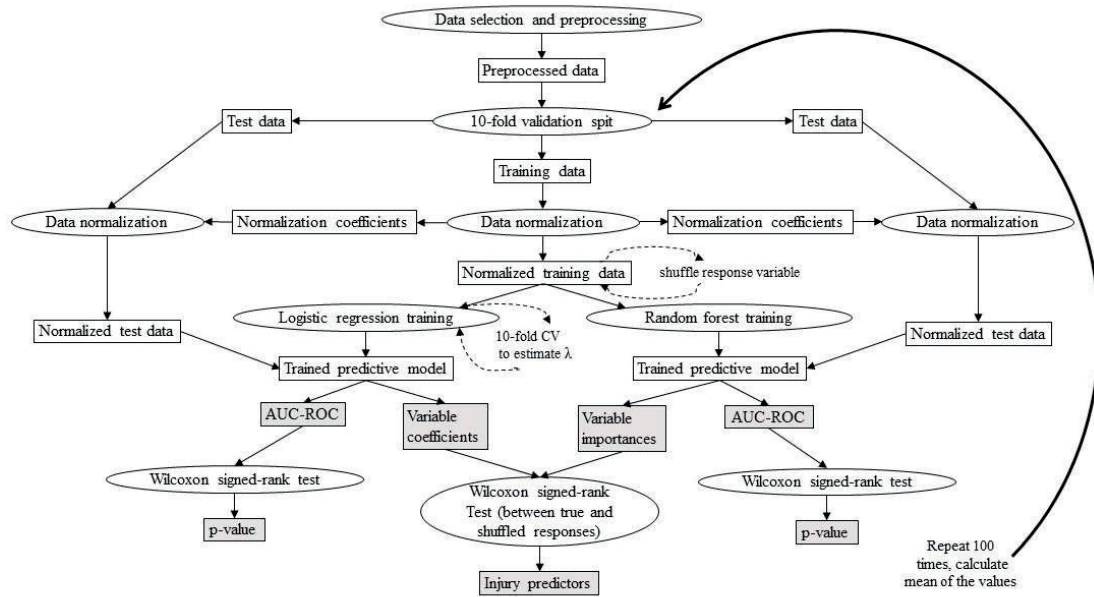 Data selection and preprocessing
Preprocessed data
Test data
10-fold validation spit
Test data
Training data
Data normalization
Normalization coefficients
Data normalization
Normalization coefficients
Data normalization
Normalized training data
shuffle response variable
Logistic regression training
Random forest training
10-fold CV
to estimate λ
Normalized test data
Normalized test data
Trained predictive model
Trained predictive model
AUC-ROC
Variable
coefficients
Variable
importances
AUC-ROC
Wilcoxon signed-rank test
Wilcoxon signed-rank
Test (between true and
shuffled responses)
Wilcoxon signed-rank test
p-value
p-value
Injury predictors
Repeat 100
times, calculate
mean of the values